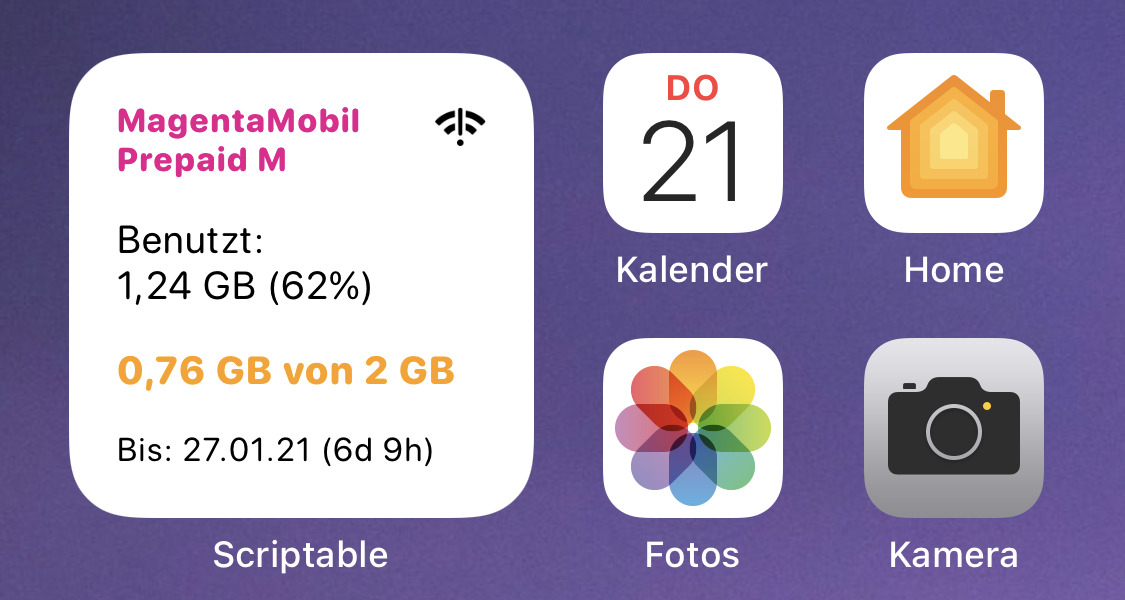 MagentaMobil
Prepaid M
Benutzt:
1,24 GB (62%)
0,76 GB von 2 GB
Bis: 27.01.21 (6d 9h)
Scriptable
DO
21
Kalender
Home
Fotos
Kamera